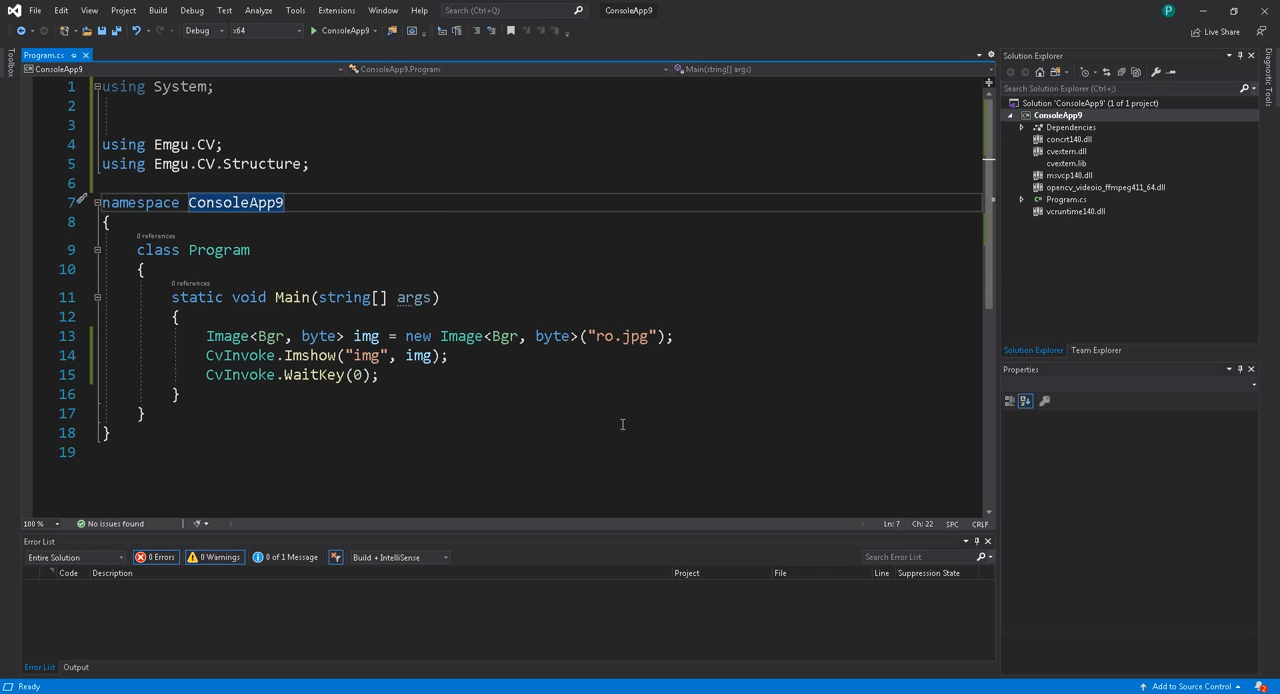 File Edit View Project Build Debug Test Analyze Tools Extensions Window Help Search (Ctrl+Q) ConsoleApp9 P
Debug x64 ConsoleApp9 Live Share
Toolbox
Program.cs
ConsoleApp9 ConsoleApp9.Program Main(string[] args)
1 using System;
2
3
4 using Emgu.CV;
5 using Emgu.CV.Structure;
6
7 namespace ConsoleApp9
8 {
0 references
9 class Program
10 {
0 references
11 static void Main(string[] args)
12 {
13 Image<Bgr, byte> img = new Image<Bgr, byte>("ro.jpg");
14 CvInvoke.Imshow("img", img);
15 CvInvoke.WaitKey(0);
16 }
17 }
18 }
19
100 % No issues found Ln: 7 Ch: 22 SPC CRLF
Error List
Entire Solution 0 Errors 0 Warnings 0 of 1 Message Build + IntelliSense Search Error List
Code Description Project File Line Suppression State
Error List Output
Solution Explorer
Search Solution Explorer (Ctrl+;)
Solution 'ConsoleApp9' (1 of 1 project)
ConsoleApp9
Dependencies
concrt140.dll
cvextern.dll
cvextern.lib
msvcp140.dll
opencv_videoio_ffmpeg411_64.dll
Program.cs
vcruntime140.dll
Solution Explorer Team Explorer
Properties
Diagnostic Tools
Ready Add to Source Control 2